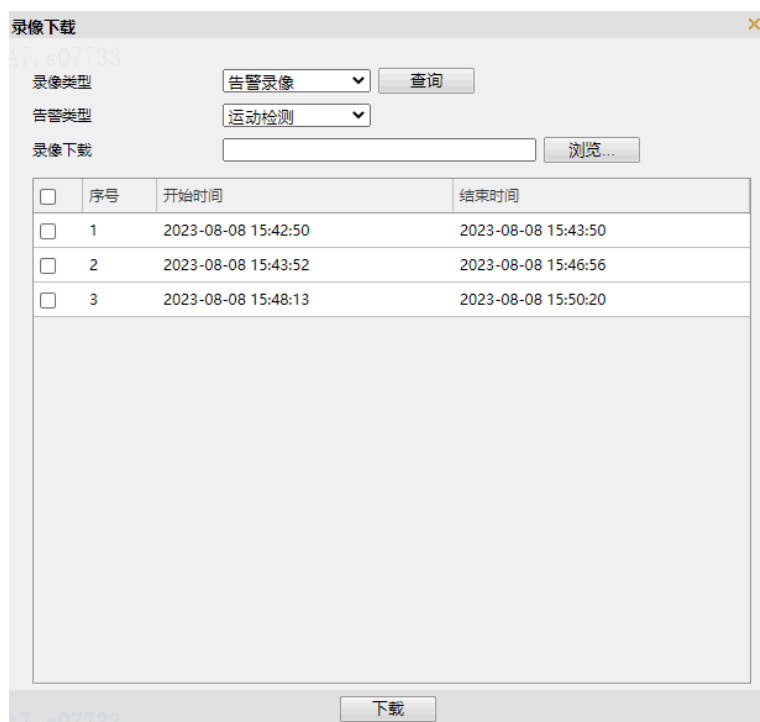 录像下载
录像类型 告警录像 查询
告警类型 运动检测
录像下载 浏览...
序号 开始时间 结束时间
1 2023-08-08 15:42:50 2023-08-08 15:43:50
2 2023-08-08 15:43:52 2023-08-08 15:46:56
3 2023-08-08 15:48:13 2023-08-08 15:50:20
下载